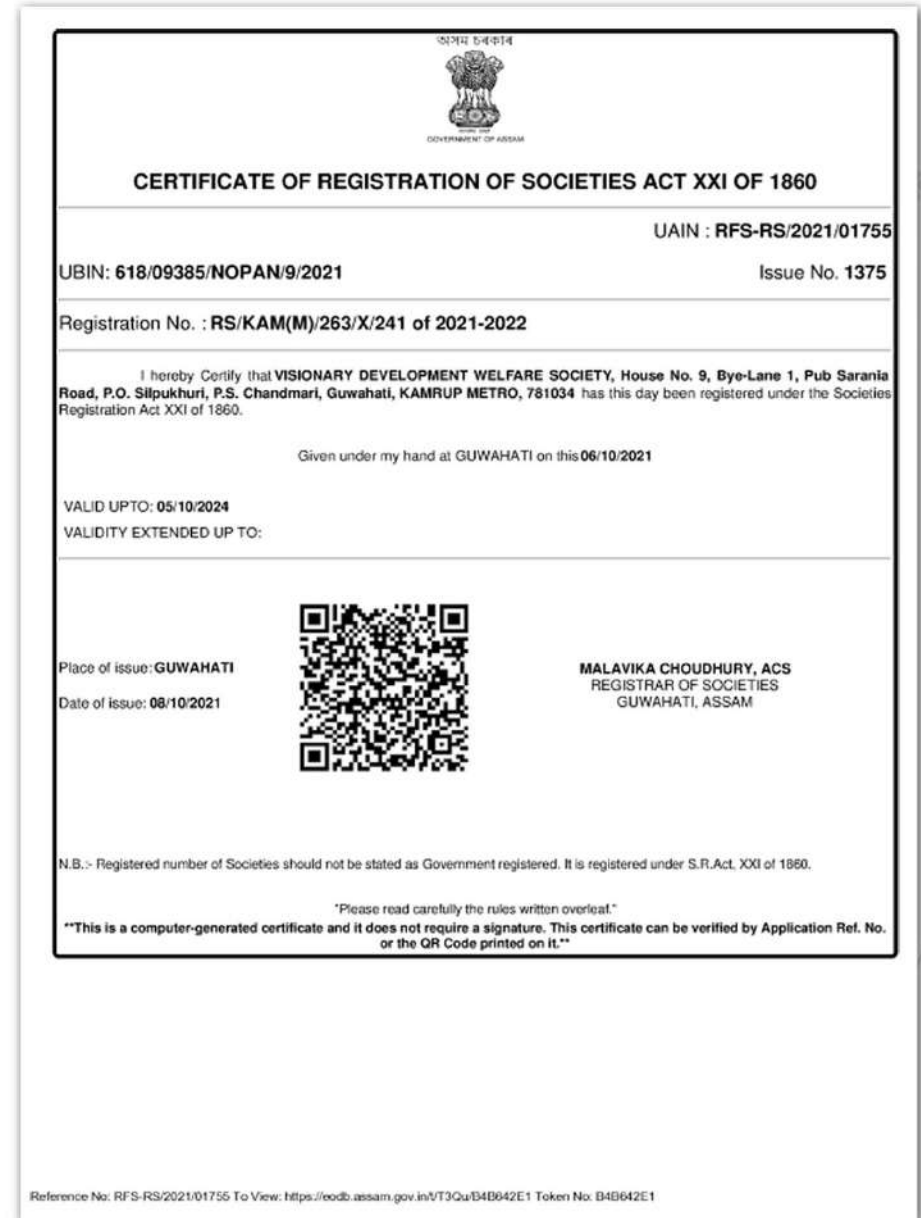 অসম চৰকাৰ
GOVERNMENT OF ASSAM
CERTIFICATE OF REGISTRATION OF SOCIETIES ACT XXI OF 1860
UAIN : RFS-RS/2021/01755
UBIN: 618/09385/NOPAN/9/2021 Issue No. 1375
Registration No. : RS/KAM(M)/263/X/241 of 2021-2022
I hereby Certify that VISIONARY DEVELOPMENT WELFARE SOCIETY, House No. 9, Bye-Lane 1, Pub Sarania
Road, P.O. Silpukhuri, P.S. Chandmari, Guwahati, KAMRUP METRO, 781034 has this day been registered under the Societies
Registration Act XXI of 1860.
Given under my hand at GUWAHATI on this 06/10/2021
VALID UPTO: 05/10/2024
VALIDITY EXTENDED UP TO:
Place of issue: GUWAHATI
Date of issue: 08/10/2021
MALAVIKA CHOUDHURY, ACS
REGISTRAR OF SOCIETIES
GUWAHATI, ASSAM
N.B.:- Registered number of Societies should not be stated as Government registered. It is registered under S.R.Act. XXI of 1860.
"Please read carefully the rules written overleaf."
**This is a computer-generated certificate and it does not require a signature. This certificate can be verified by Application Ref. No.
or the QR Code printed on it.**
Reference No: RFS-RS/2021/01755 To View: https://eodb.assam.gov.in/t/T3Qu/B4B642E1 Token No: B4B642E1